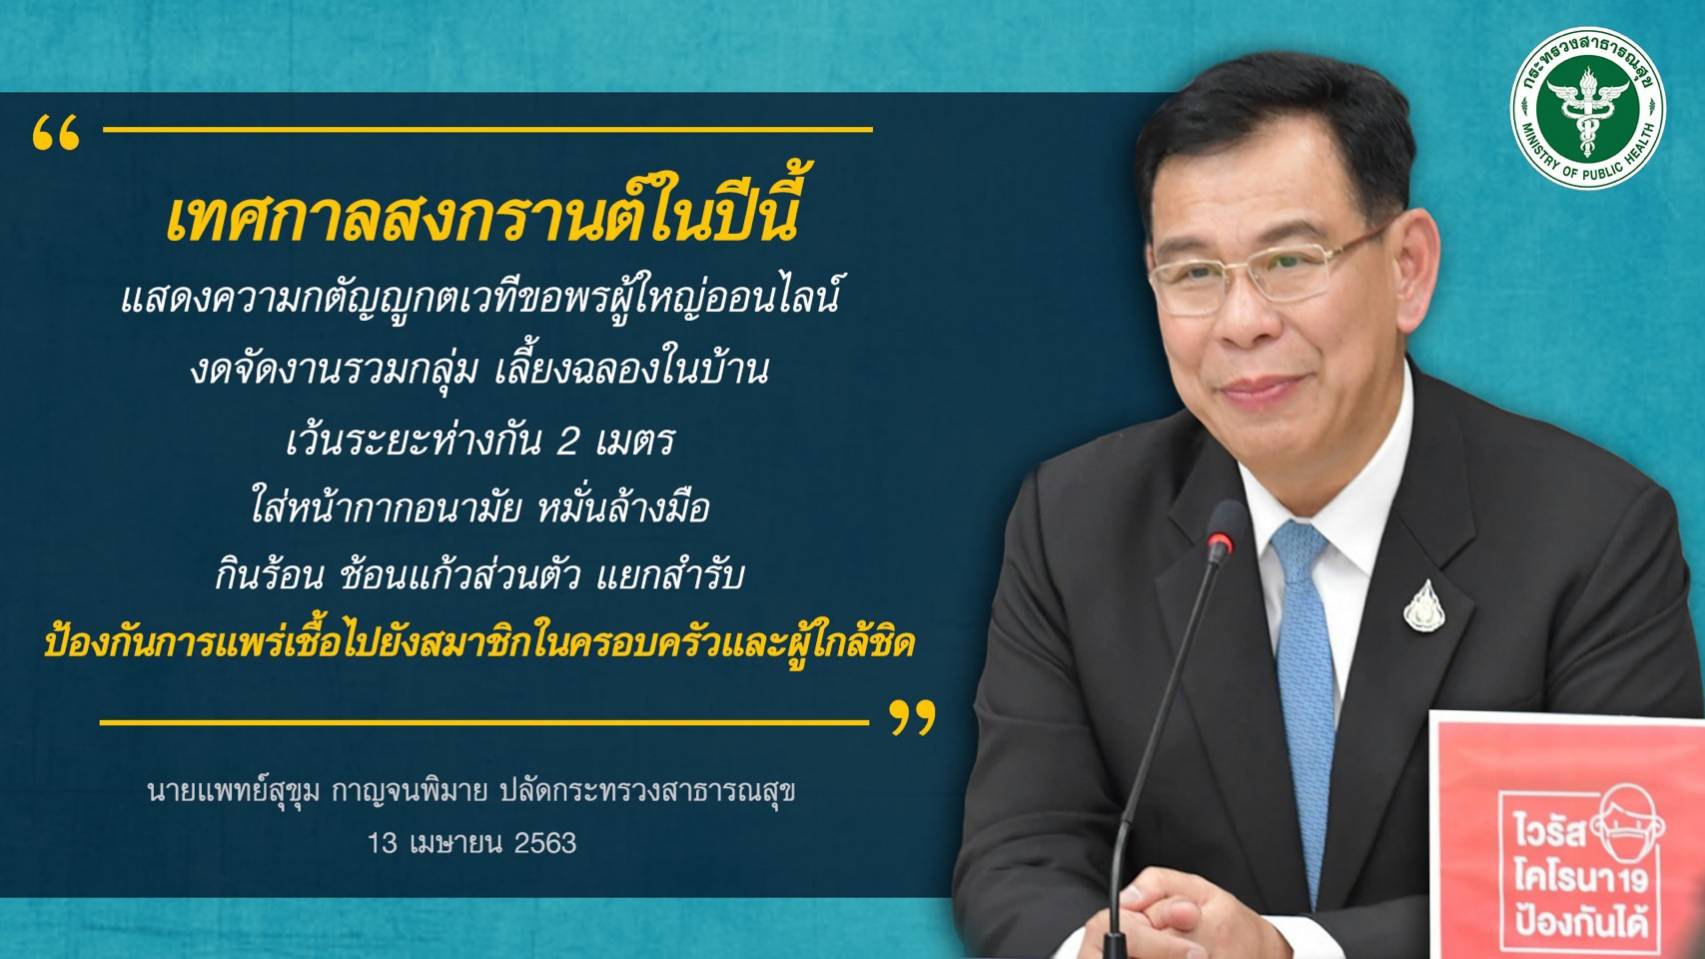 กระทรวงสาธารณสุข
MINISTRY OF PUBLIC HEALTH
“
เทศกาลสงกรานต์ในปีนี้
แสดงความกตัญญูกตเวทีขอพรผู้ใหญ่ออนไลน์
งดจัดงานรวมกลุ่ม เลี้ยงฉลองในบ้าน
เว้นระยะห่างกัน 2 เมตร
ใส่หน้ากากอนามัย หมั่นล้างมือ
กินร้อน ช้อนแก้วส่วนตัว แยกสำรับ
ป้องกันการแพร่เชื้อไปยังสมาชิกในครอบครัวและผู้ใกล้ชิด
”
นายแพทย์สุขุม กาญจนพิมาย ปลัดกระทรวงสาธารณสุข
13 เมษายน 2563
ไวรัส
โคโรนา 19
ป้องกันได้